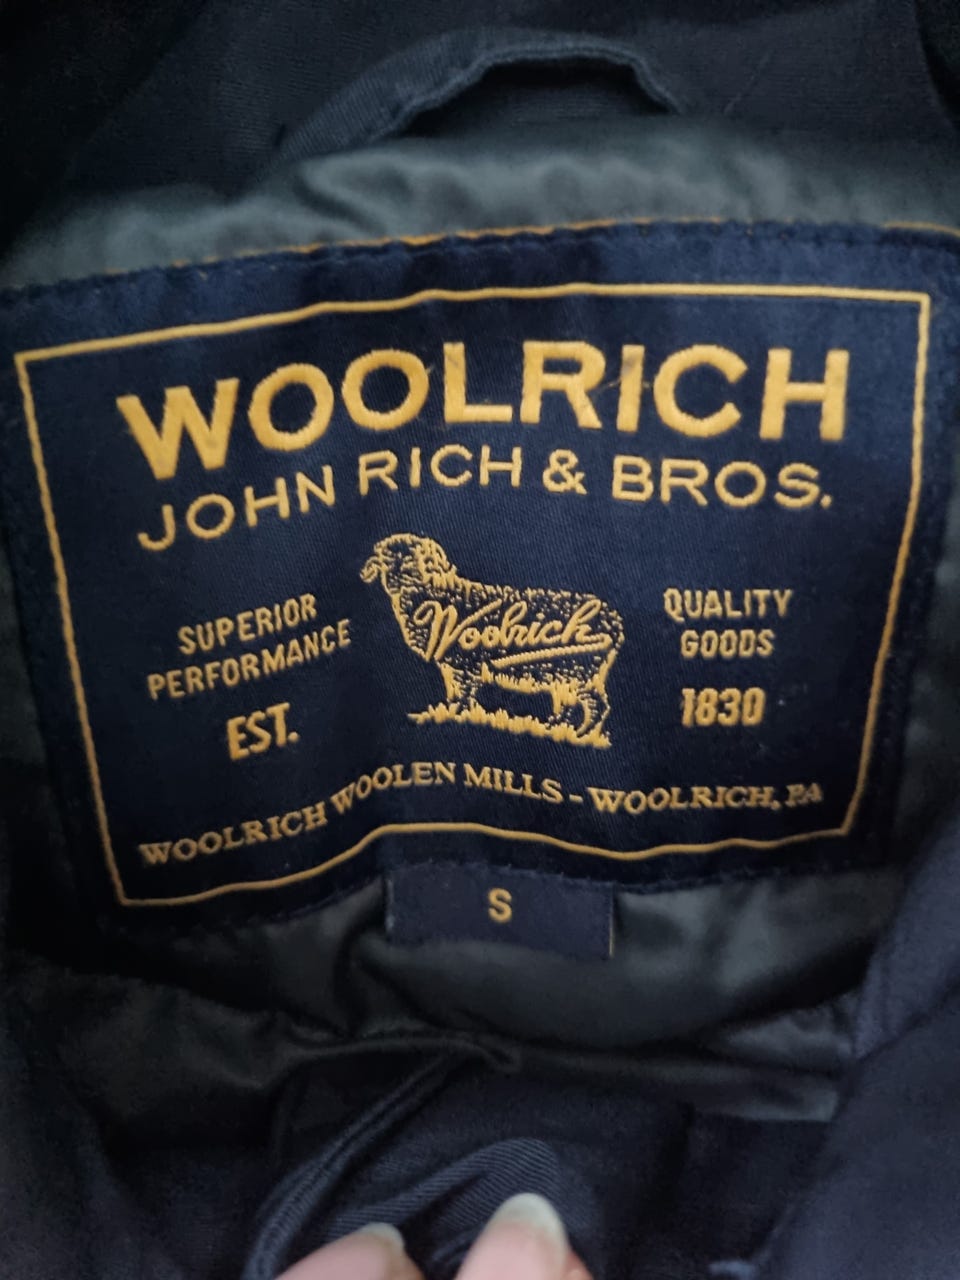 WOOLRICH
JOHN RICH & BROS.
SUPERIOR
PERFORMANCE
EST.
Woolrich
QUALITY
GOODS
1830
WOOLRICH WOOLEN MILLS - WOOLRICH, PA
S